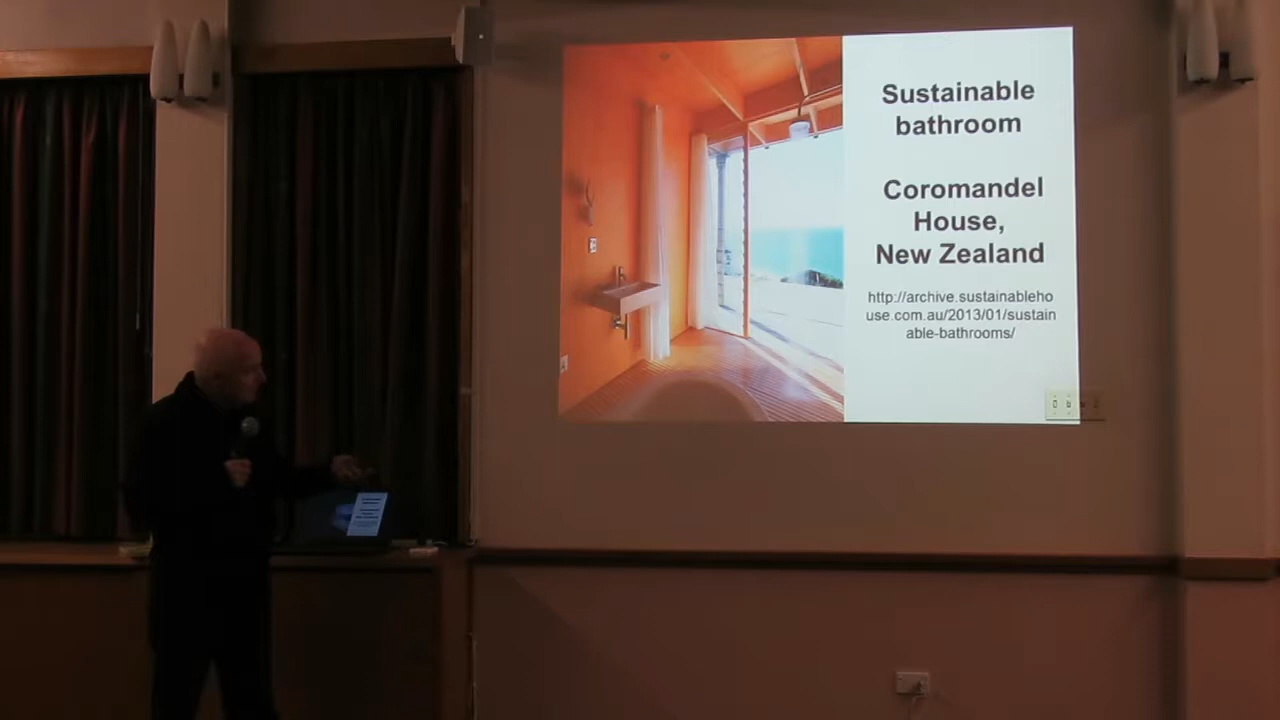 Sustainable
bathroom
Coromandel
House,
New Zealand
http://archive.sustainableho
use.com.au/2013/01/sustain
able-bathrooms/